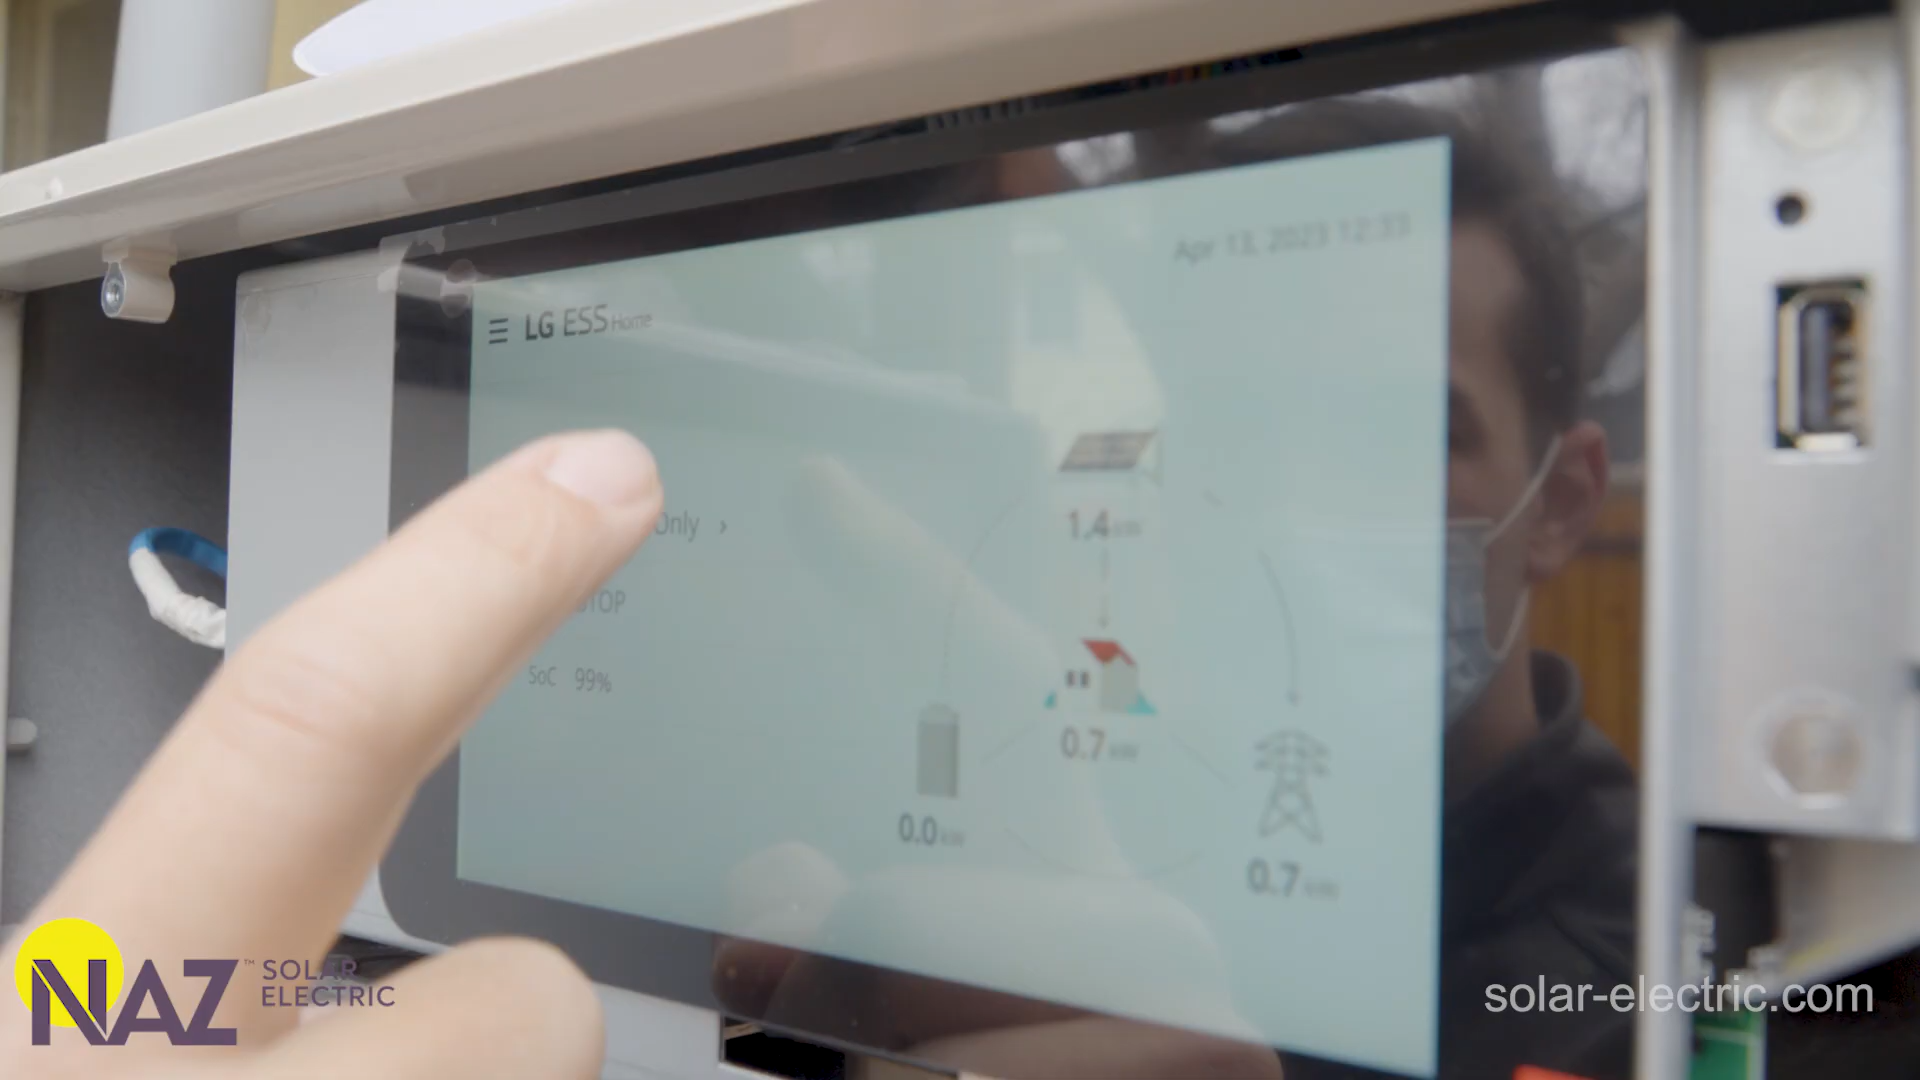 Apr 13, 2023 12:33
LG ESS Home
Only >
1.4 kW
STOP
SoC 99%
0.7 kW
0.0 kW
0.7 kW
NAZ™ SOLAR
ELECTRIC
solar-electric.com